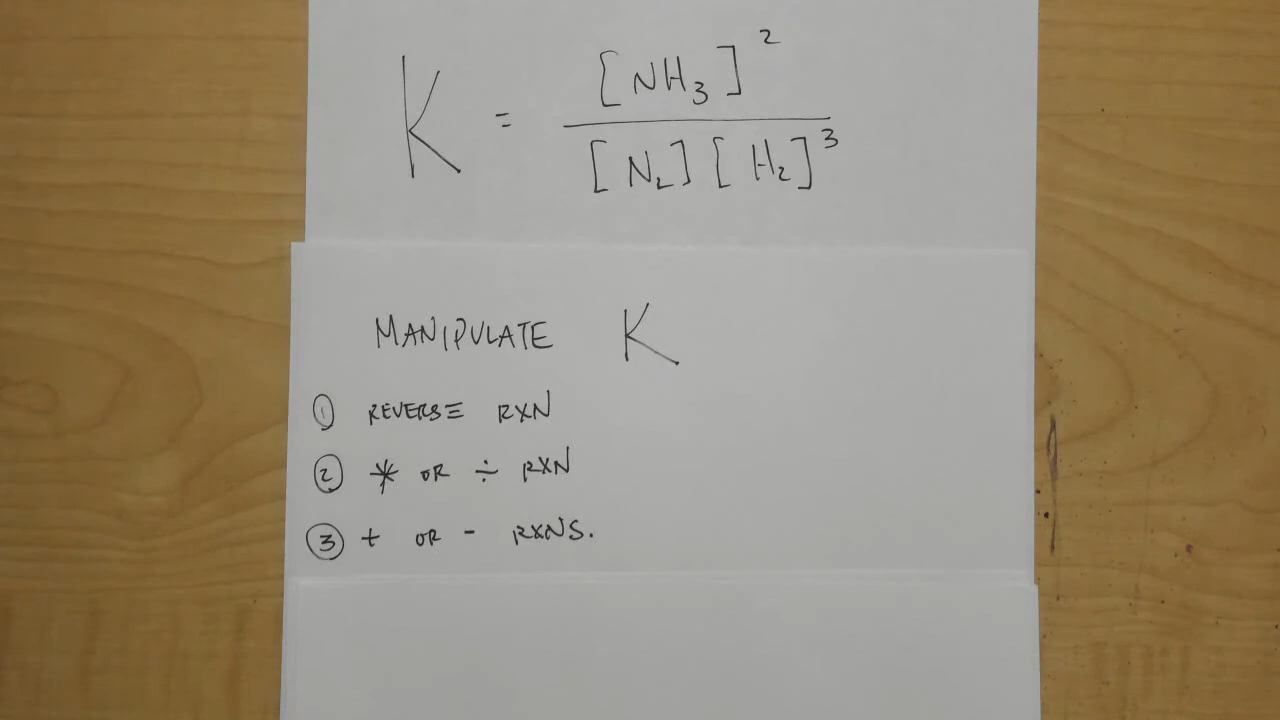 K = [NH₃]² / [N₂][H₂]³
MANIPULATE K
① REVERSE RXN
② * OR ÷ RXN
③ + OR - RXNS.